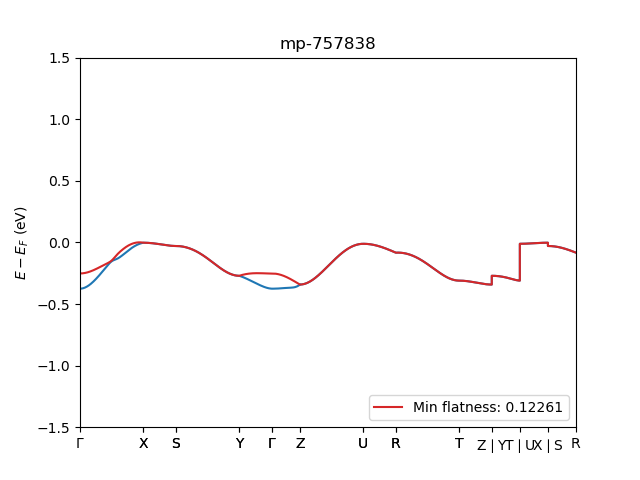 mp-757838
E − E_F (eV)
1.5
1.0
0.5
0.0
−0.5
−1.0
−1.5
Min flatness: 0.12261
Γ X S Y Γ Z U R T Z | YT | UX | S R